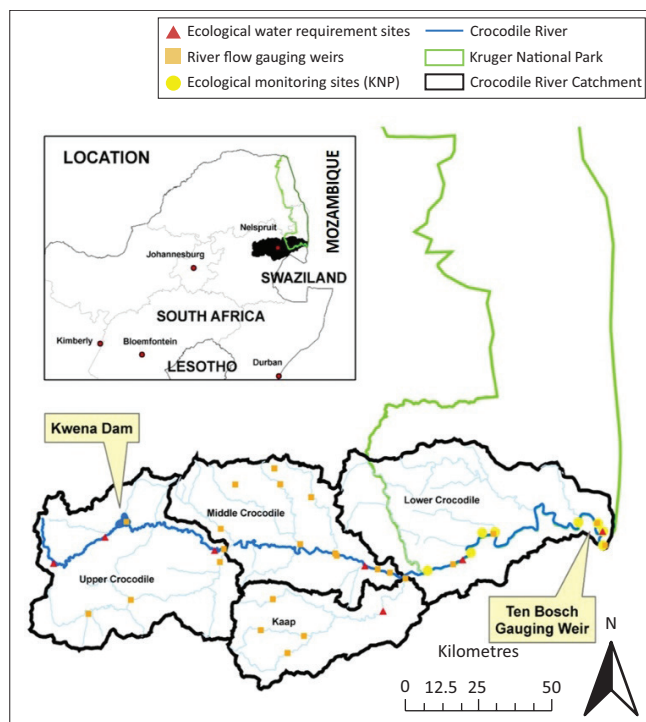 Ecological water requirement sites
Crocodile River
River flow gauging weirs
Kruger National Park
Ecological monitoring sites (KNP)
Crocodile River Catchment
LOCATION
MOZAMBIQUE
Nelspruit
Johannesburg
SWAZILAND
SOUTH AFRICA
Kimberly
Bloemfontein
LESOTHO
Durban
Kwena Dam
Lower Crocodile
Middle Crocodile
Upper Crocodile
Kaap
Ten Bosch
Gauging Weir
N
Kilometres
0 12.5 25 50